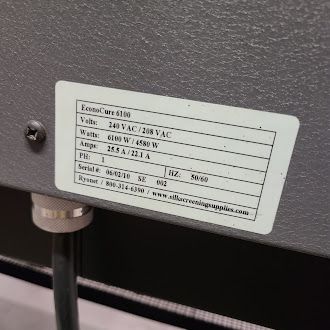 EconoCure 6100
Volts: 240 VAC / 208 VAC
Watts: 6100 W / 4580 W
Amps: 25.5 A / 22.1 A
PH: 1 HZ: 50/60
Serial #: 06/02/10 SE 002
Ryonet / 800-314-6390 / www.silkscreeningsupplies.com